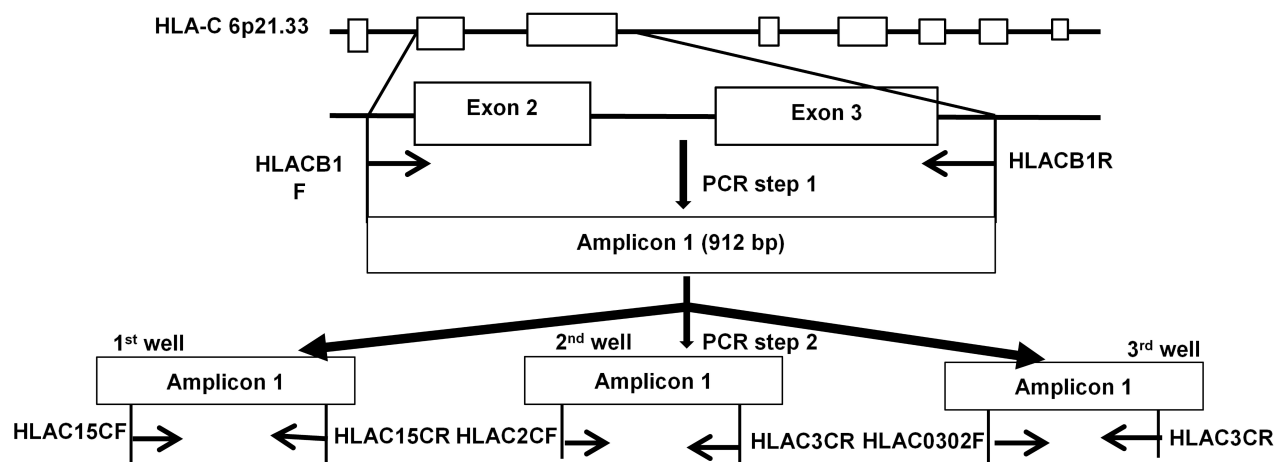 HLA-C 6p21.33
Exon 2
Exon 3
HLACB1
F
HLACB1R
PCR step 1
Amplicon 1 (912 bp)
1st well
2nd well
PCR step 2
3rd well
Amplicon 1
Amplicon 1
Amplicon 1
HLAC15CF
HLAC15CR
HLAC2CF
HLAC3CR
HLAC0302F
HLAC3CR